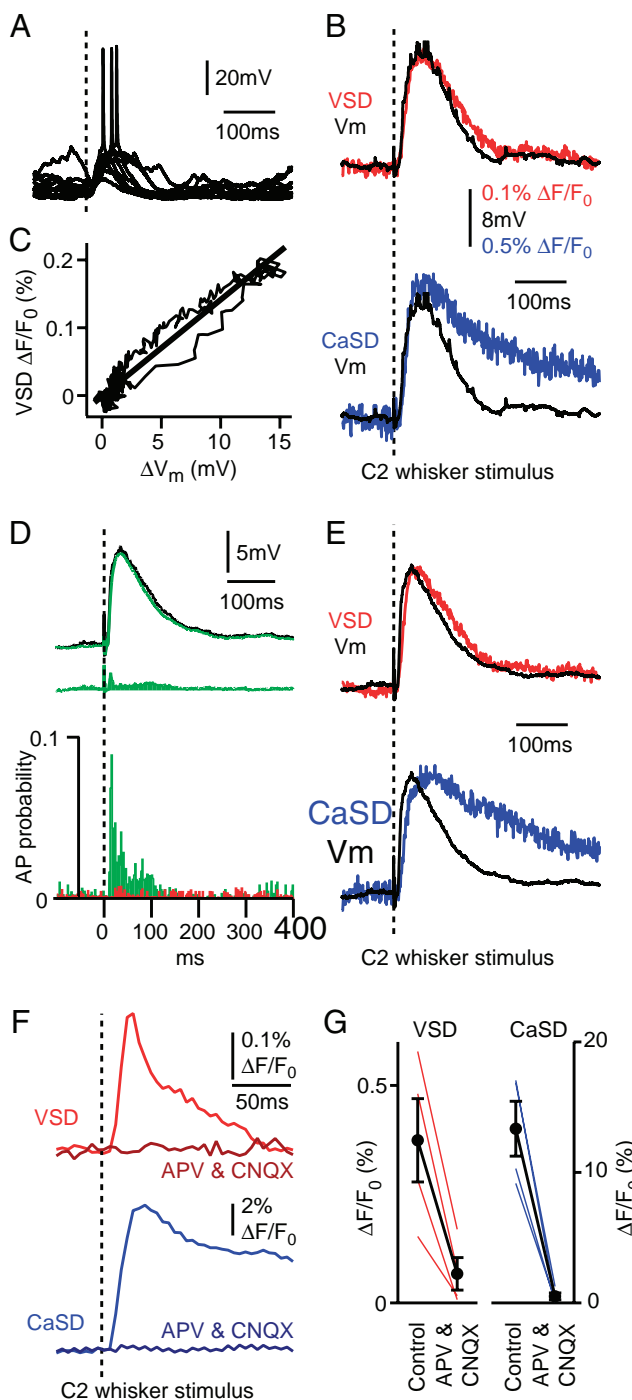 A
20mV
100ms
B
VSD
Vm
0.1% ΔF/F0
8mV
0.5% ΔF/F0
100ms
CaSD
Vm
C2 whisker stimulus
C
VSD ΔF/F0 (%)
0.2
0.1
0
0 5 10 15
ΔVm (mV)
D
5mV
100ms
AP probability
0.1
0
0 100 200 300 400
ms
E
VSD
Vm
100ms
CaSD
Vm
C2 whisker stimulus
F
0.1%
ΔF/F0
50ms
VSD
APV & CNQX
2%
ΔF/F0
CaSD
APV & CNQX
C2 whisker stimulus
G
VSD CaSD
ΔF/F0 (%)
0.5
0
20
10
0
ΔF/F0 (%)
Control
APV &
CNQX
Control
APV &
CNQX